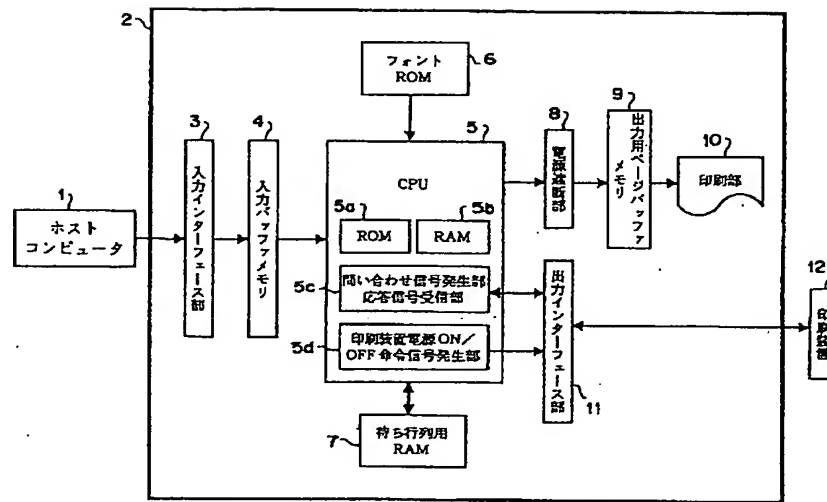 2
フォント
ROM
6
3
4
5
8
9
10
1
ホスト
コンピュータ
入力インターフェース部
入力バッファメモリ
CPU
5a
5b
ROM
RAM
5c
問い合わせ信号発生部
応答信号受信部
5d
印刷装置電源ON/
OFF命令信号発生部
電源遮断部
出力用ページバッファ
メモリ
印刷部
出力インターフェース部
11
12
印刷装置
7
待ち行列用
RAM